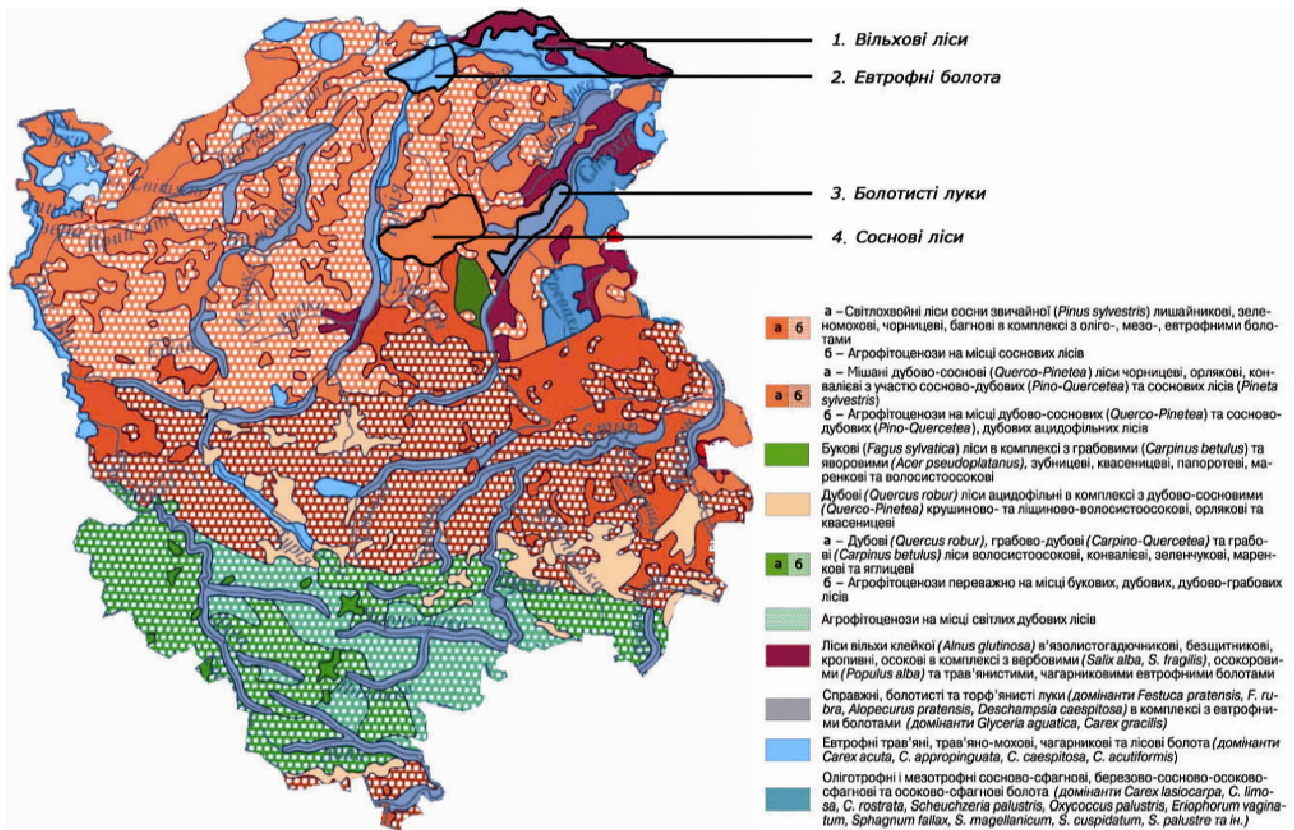 1. Вільхові ліси
2. Евтрофні болота
3. Болотисті луки
4. Соснові ліси
а – Світлохвойні ліси сосни звичайної (Pinus sylvestris) лишайникові, зеле-
номохові, чорницеві, багнові в комплексі з оліго-, мезо-, евтрофними боло-
тами
а б
б – Агрофітоценози на місці соснових лісів
а – Мішані дубово-соснові (Querco-Pinetea) ліси чорницеві, орлякові, кон-
валієві з участю сосново-дубових (Pino-Quercetea) та соснових лісів (Pineta
sylvestris)
а б
б – Агрофітоценози на місці дубово-соснових (Querco-Pinetea) та сосново-
дубових (Pino-Quercetea), дубових ацидофільних лісів
Букові (Fagus sylvatica) ліси в комплексі з грабовими (Carpinus betulus) та
яворовими (Acer pseudoplatanus), зубницеві, квасеницеві, папоротеві, ма-
ренкові та волосистоосокові
Дубові (Quercus robur) ліси ацидофільні в комплексі з дубово-сосновими
(Querco-Pinetea) крушиново- та ліщиново-волосистоосокові, орлякові та
квасеницеві
а – Дубові (Quercus robur), грабово-дубові (Carpino-Quercetea) та грабо-
ві (Carpinus betulus) ліси волосистоосокові, конвалієві, зеленчукові, марен-
кові та яглицеві
а б
б – Агрофітоценози переважно на місці букових, дубових, дубово-грабових
лісів
Агрофітоценози на місці світлих дубових лісів
Ліси вільхи клейкої (Alnus glutinosa) в'язолистогадючникові, безщитникові,
кропивні, осокові в комплексі з вербовими (Salix alba, S. fragilis), осокорови-
ми (Populus alba) та трав'янистими, чагарниковими евтрофними болотами
Справжні, болотисті та торф'янисті луки (домінанти Festuca pratensis, F. ru-
bra, Alopecurus pratensis, Deschampsia caespitosa) в комплексі з евтрофни-
ми болотами (домінанти Glyceria aguatica, Carex gracilis)
Евтрофні трав'яні, трав'яно-мохові, чагарникові та лісові болота (домінанти
Carex acuta, C. appropinguata, C. caespitosa, C. acutiformis)
Оліготрофні і мезотрофні сосново-сфагнові, березово-сосново-осоково-
сфагнові та осоково-сфагнові болота (домінанти Carex lasiocarpa, C. limo-
sa, C. rostrata, Scheuchzeria palustris, Oxycoccus palustris, Eriophorum vagina-
tum, Sphagnum fallax, S. magellanicum, S. cuspidatum, S. palustre та ін.)